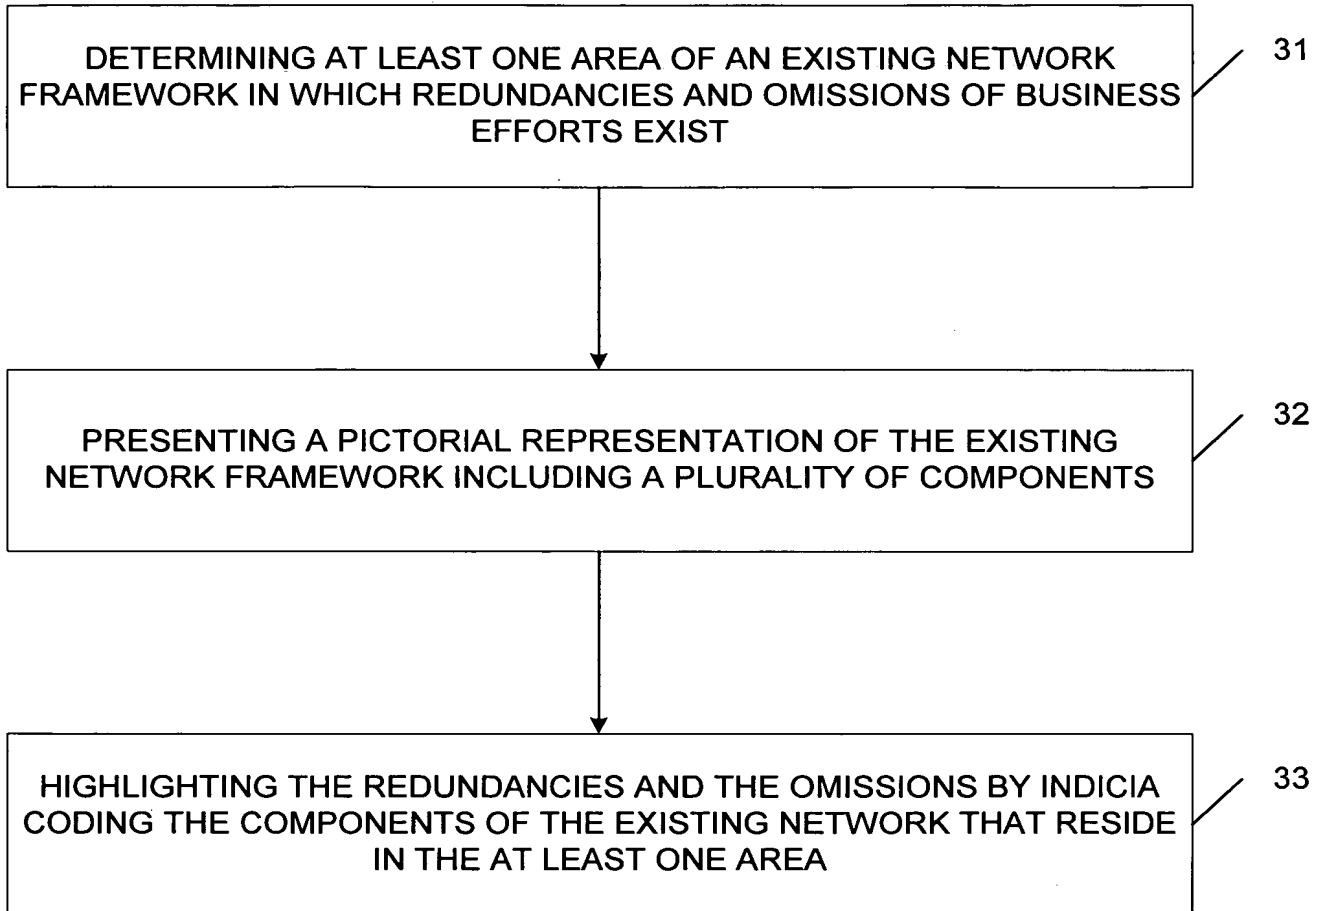 DETERMINING AT LEAST ONE AREA OF AN EXISTING NETWORK
FRAMEWORK IN WHICH REDUNDANCIES AND OMISSIONS OF BUSINESS
EFFORTS EXIST
31
PRESENTING A PICTORIAL REPRESENTATION OF THE EXISTING
NETWORK FRAMEWORK INCLUDING A PLURALITY OF COMPONENTS
32
HIGHLIGHTING THE REDUNDANCIES AND THE OMISSIONS BY INDICIA
CODING THE COMPONENTS OF THE EXISTING NETWORK THAT RESIDE
IN THE AT LEAST ONE AREA
33